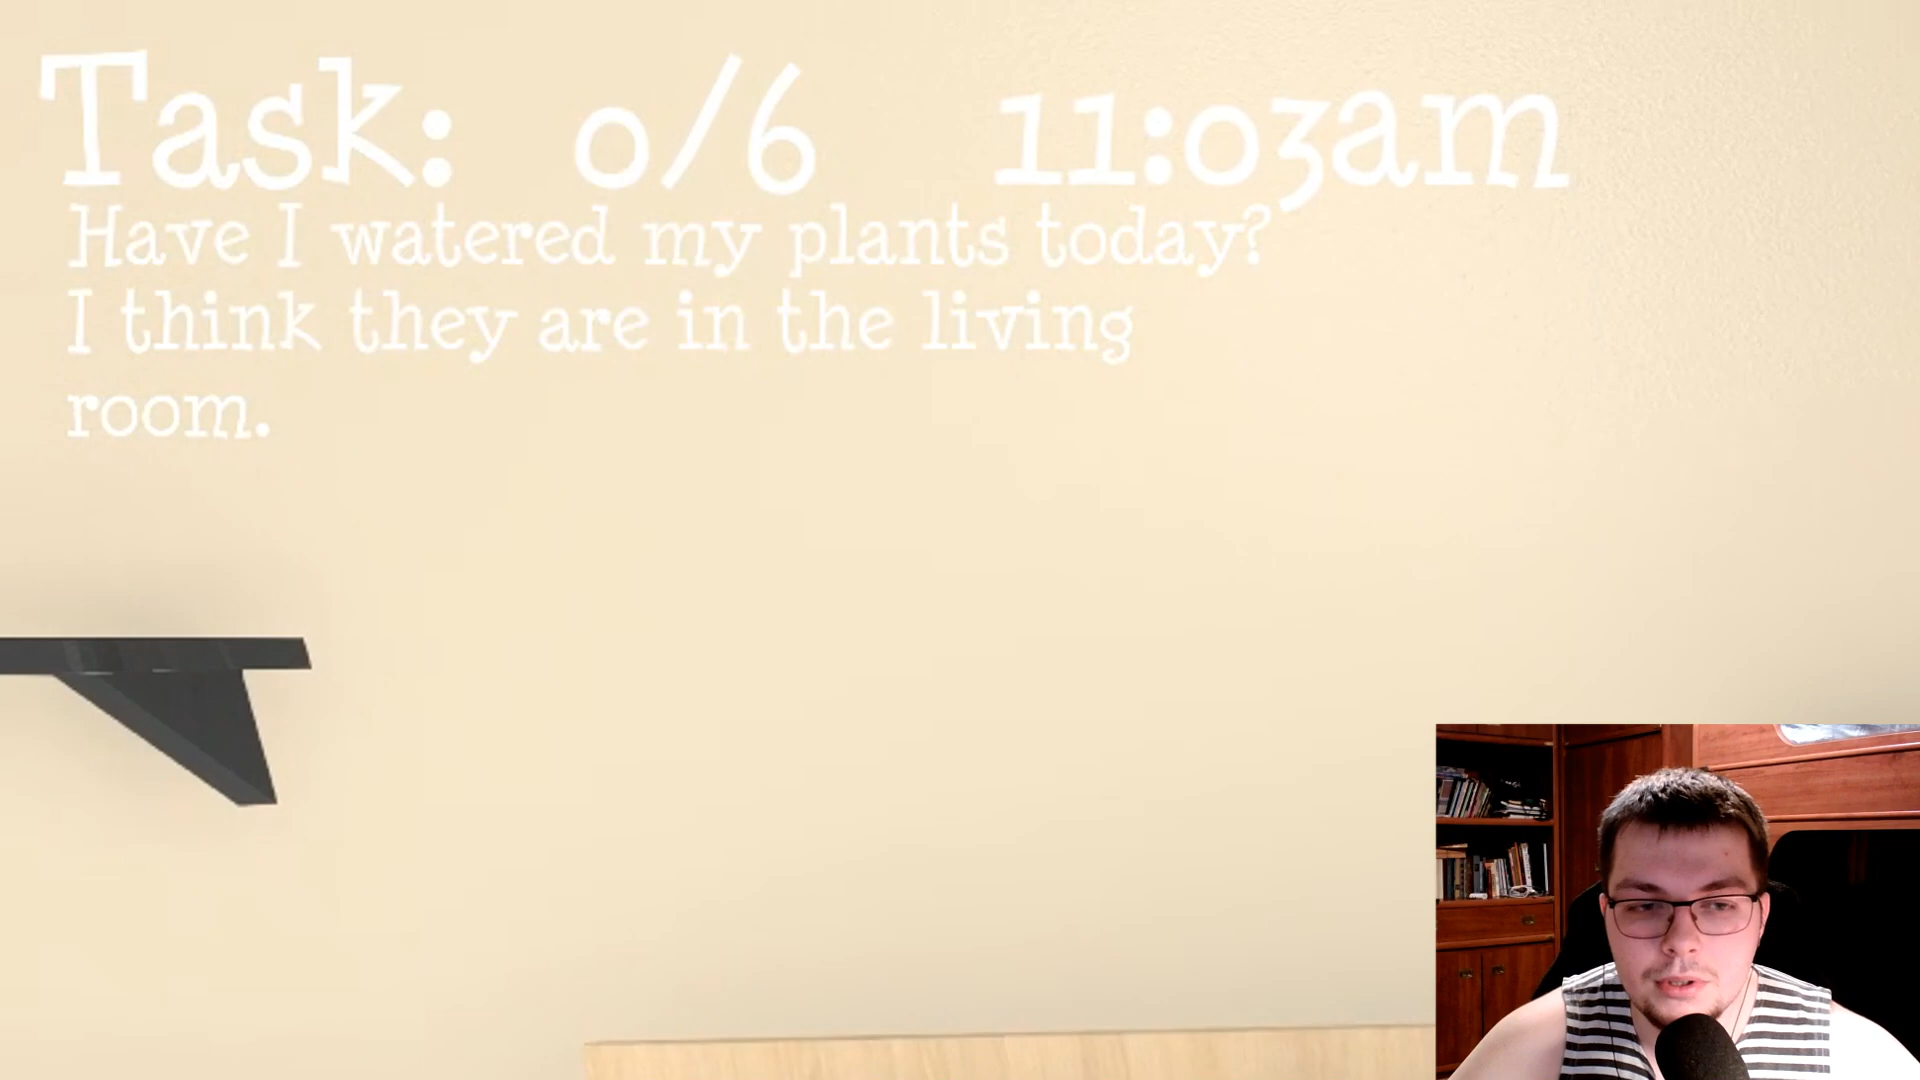 Task: 0/6 11:03am
Have I watered my plants today?
I think they are in the living
room.